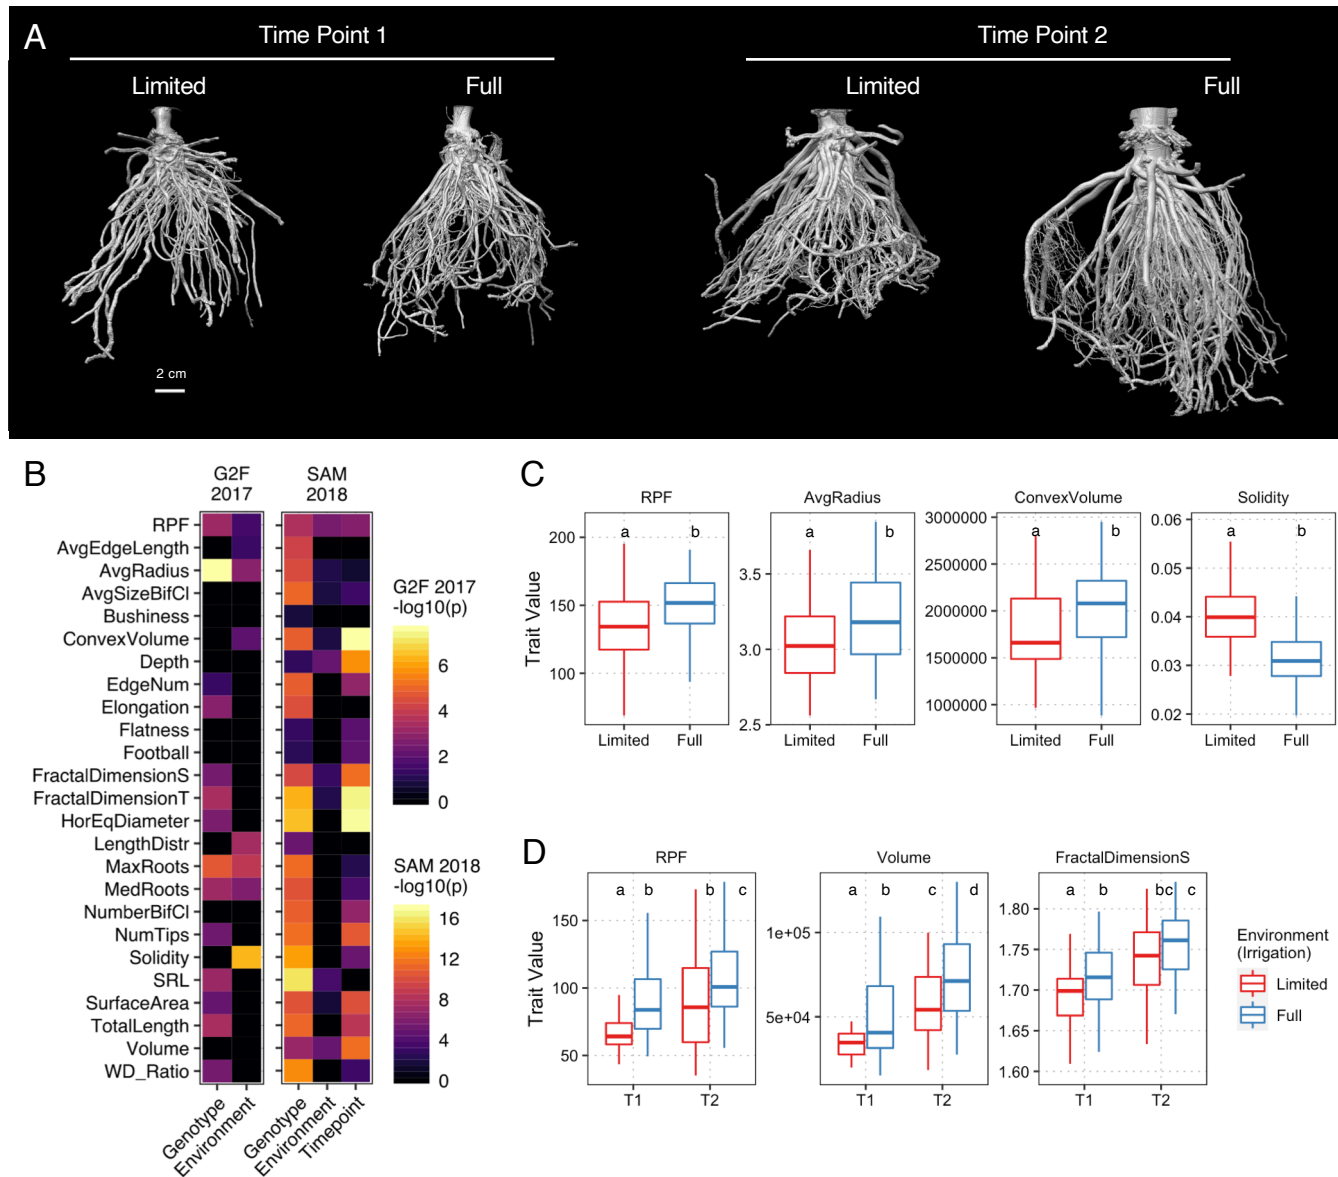 A
Time Point 1
Time Point 2
Limited
Full
Limited
Full
2 cm
B
G2F
2017
SAM
2018
RPF
AvgEdgeLength
AvgRadius
AvgSizeBifCl
Bushiness
ConvexVolume
Depth
EdgeNum
Elongation
Flatness
Football
FractalDimensionS
FractalDimensionT
HorEqDiameter
LengthDistr
MaxRoots
MedRoots
NumberBifCl
NumTips
Solidity
SRL
SurfaceArea
TotalLength
Volume
WD_Ratio
Genotype
Environment
Genotype
Environment
Timepoint
G2F 2017
-log10(p)
6
4
2
0
SAM 2018
-log10(p)
16
12
8
4
0
C
Trait Value
RPF
200
150
100
a
b
Limited
Full
AvgRadius
3.5
3.0
2.5
a
b
Limited
Full
ConvexVolume
3000000
2500000
2000000
1500000
1000000
a
b
Limited
Full
Solidity
0.06
0.05
0.04
0.03
0.02
a
b
Limited
Full
D
Trait Value
RPF
150
100
50
a b b c
T1
T2
Volume
1e+05
5e+04
a b c d
T1
T2
FractalDimensionS
1.80
1.75
1.70
1.65
1.60
a b bc c
T1
T2
Environment
(Irrigation)
Limited
Full